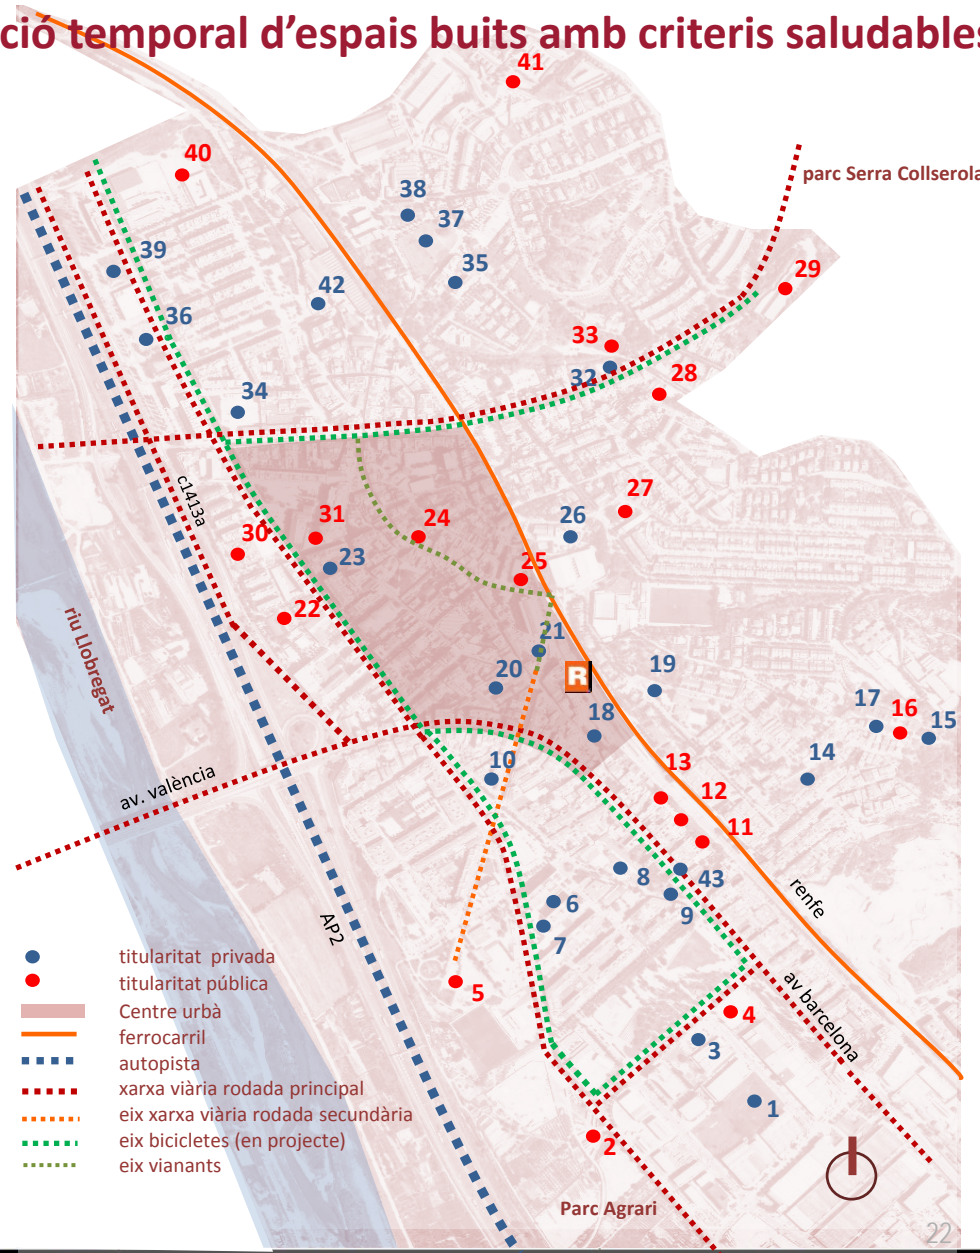 ció temporal d'espais buits amb criteris saludables
41
40
parc Serra Collserola
38
37
39
35
29
42
36
33
32
28
34
c1413a
27
26
31
24
30
23
25
22
riu Llobregat
21
20
19
R
18
17
16
15
14
10
13
12
av. valència
11
8
43
9
renfe
6
7
AP2
5
av barcelona
4
3
1
2
Parc Agrari
titularitat privada
titularitat pública
Centre urbà
ferrocarril
autopista
xarxa viària rodada principal
eix xarxa viària rodada secundària
eix bicicletes (en projecte)
eix vianants
22